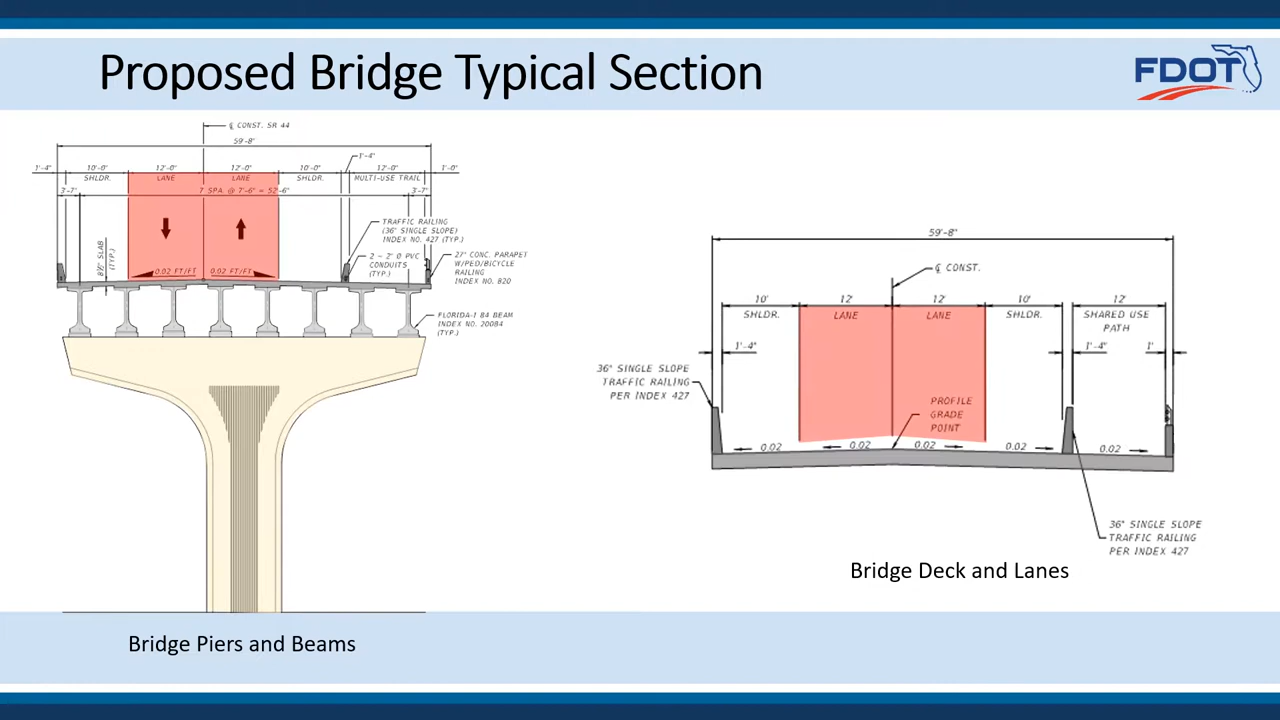 Proposed Bridge Typical Section
FDOT
℄ CONST. SR 44
59'-8"
1'-4"
1'-4"
10'-0"
12'-0"
12'-0"
10'-0"
12'-0"
1'-0"
SHLDR.
LANE
LANE
SHLDR.
MULTI-USE TRAIL
3'-7"
7 SPA. @ 7'-6" = 52'-6"
3'-7"
8½" SLAB
(TYP.)
TRAFFIC RAILING
(36" SINGLE SLOPE)
INDEX NO. 427 (TYP.)
2 ~ 2" Ø PVC
CONDUITS
(TYP.)
27" CONC. PARAPET
W/PED/BICYCLE
RAILING
INDEX NO. 820
0.02 FT/FT
0.02 FT/FT
FLORIDA-I 84 BEAM
INDEX NO. 20084
(TYP.)
Bridge Piers and Beams
59'-8"
℄ CONST.
10'
12'
12'
10'
12'
SHLDR.
LANE
LANE
SHLDR.
SHARED USE
PATH
1'-4"
1'-4"
1'
36" SINGLE SLOPE
TRAFFIC RAILING
PER INDEX 427
PROFILE
GRADE
POINT
0.02
0.02
0.02
0.02
0.02
36" SINGLE SLOPE
TRAFFIC RAILING
PER INDEX 427
Bridge Deck and Lanes